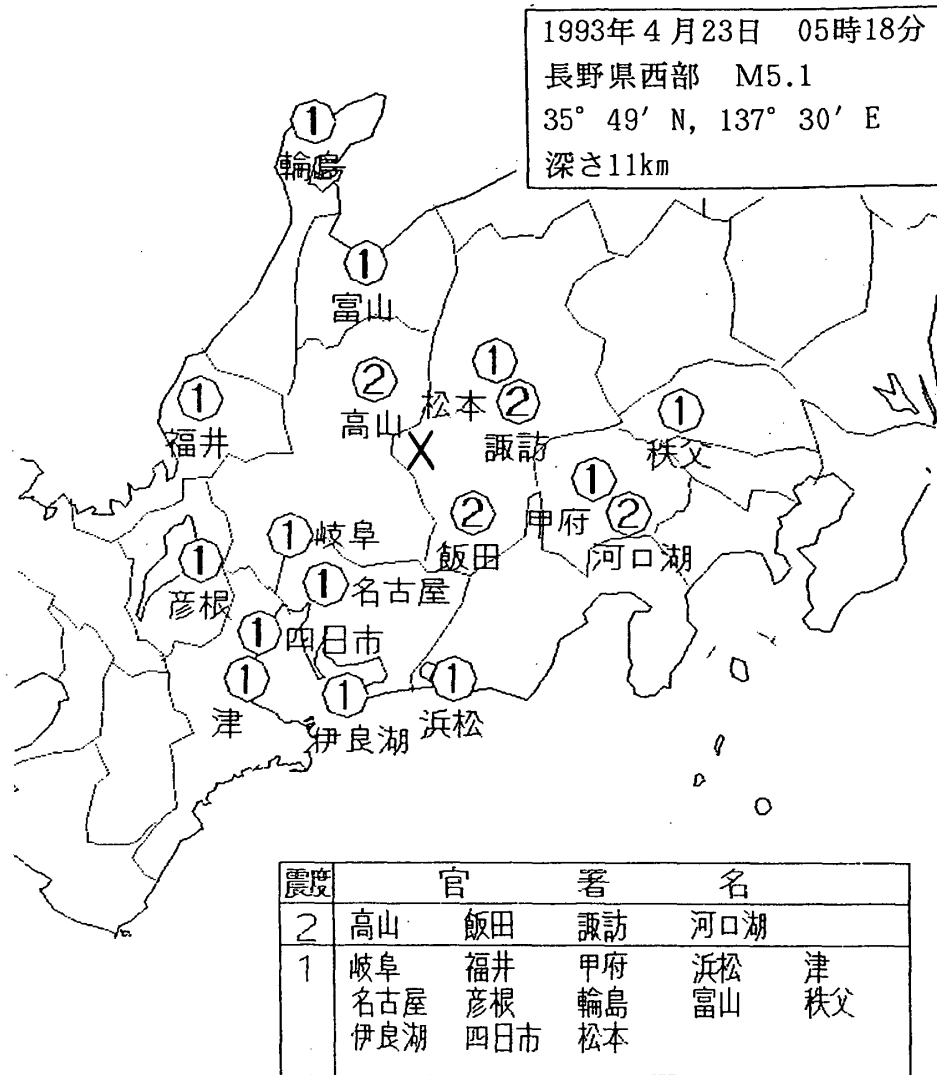 1993年4月23日 05時18分
長野県西部 M5.1
35° 49′ N, 137° 30′ E
深さ11km
1
輪島
1
富山
1
福井
2
高山
1
松本
2
諏訪
1
秩父
X
1
甲府
2
河口湖
2
飯田
1
岐阜
1
彦根
1
名古屋
1
四日市
1
津
1
伊良湖
1
浜松
震度 官署名
2 高山 飯田 諏訪 河口湖
1 岐阜 福井 甲府 浜松 津
名古屋 彦根 輪島 富山 秩父
伊良湖 四日市 松本